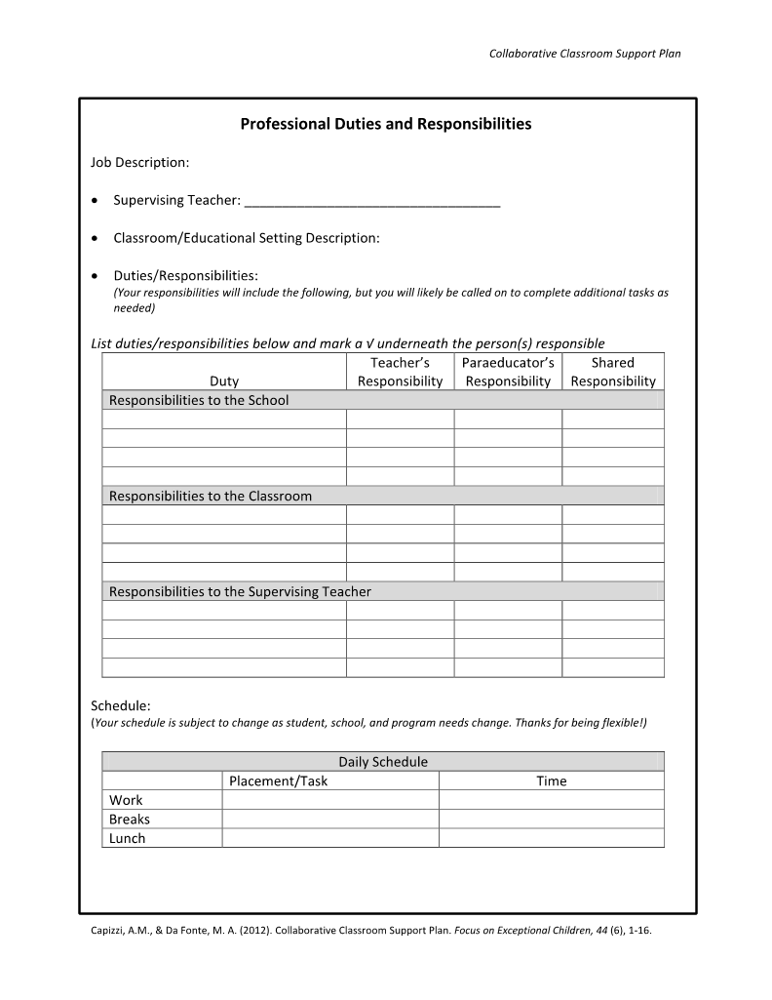 Collaborative Classroom Support Plan
Professional Duties and Responsibilities
Job Description:
• Supervising Teacher: __________________________________
• Classroom/Educational Setting Description:
• Duties/Responsibilities:
(Your responsibilities will include the following, but you will likely be called on to complete additional tasks as
needed)
List duties/responsibilities below and mark a √ underneath the person(s) responsible
Duty
Teacher’s
Responsibility
Paraeducator’s
Responsibility
Shared
Responsibility
Responsibilities to the School
Responsibilities to the Classroom
Responsibilities to the Supervising Teacher
Schedule:
(Your schedule is subject to change as student, school, and program needs change. Thanks for being flexible!)
Daily Schedule
Placement/Task Time
Work
Breaks
Lunch
Capizzi, A.M., & Da Fonte, M. A. (2012). Collaborative Classroom Support Plan. Focus on Exceptional Children, 44 (6), 1-16.